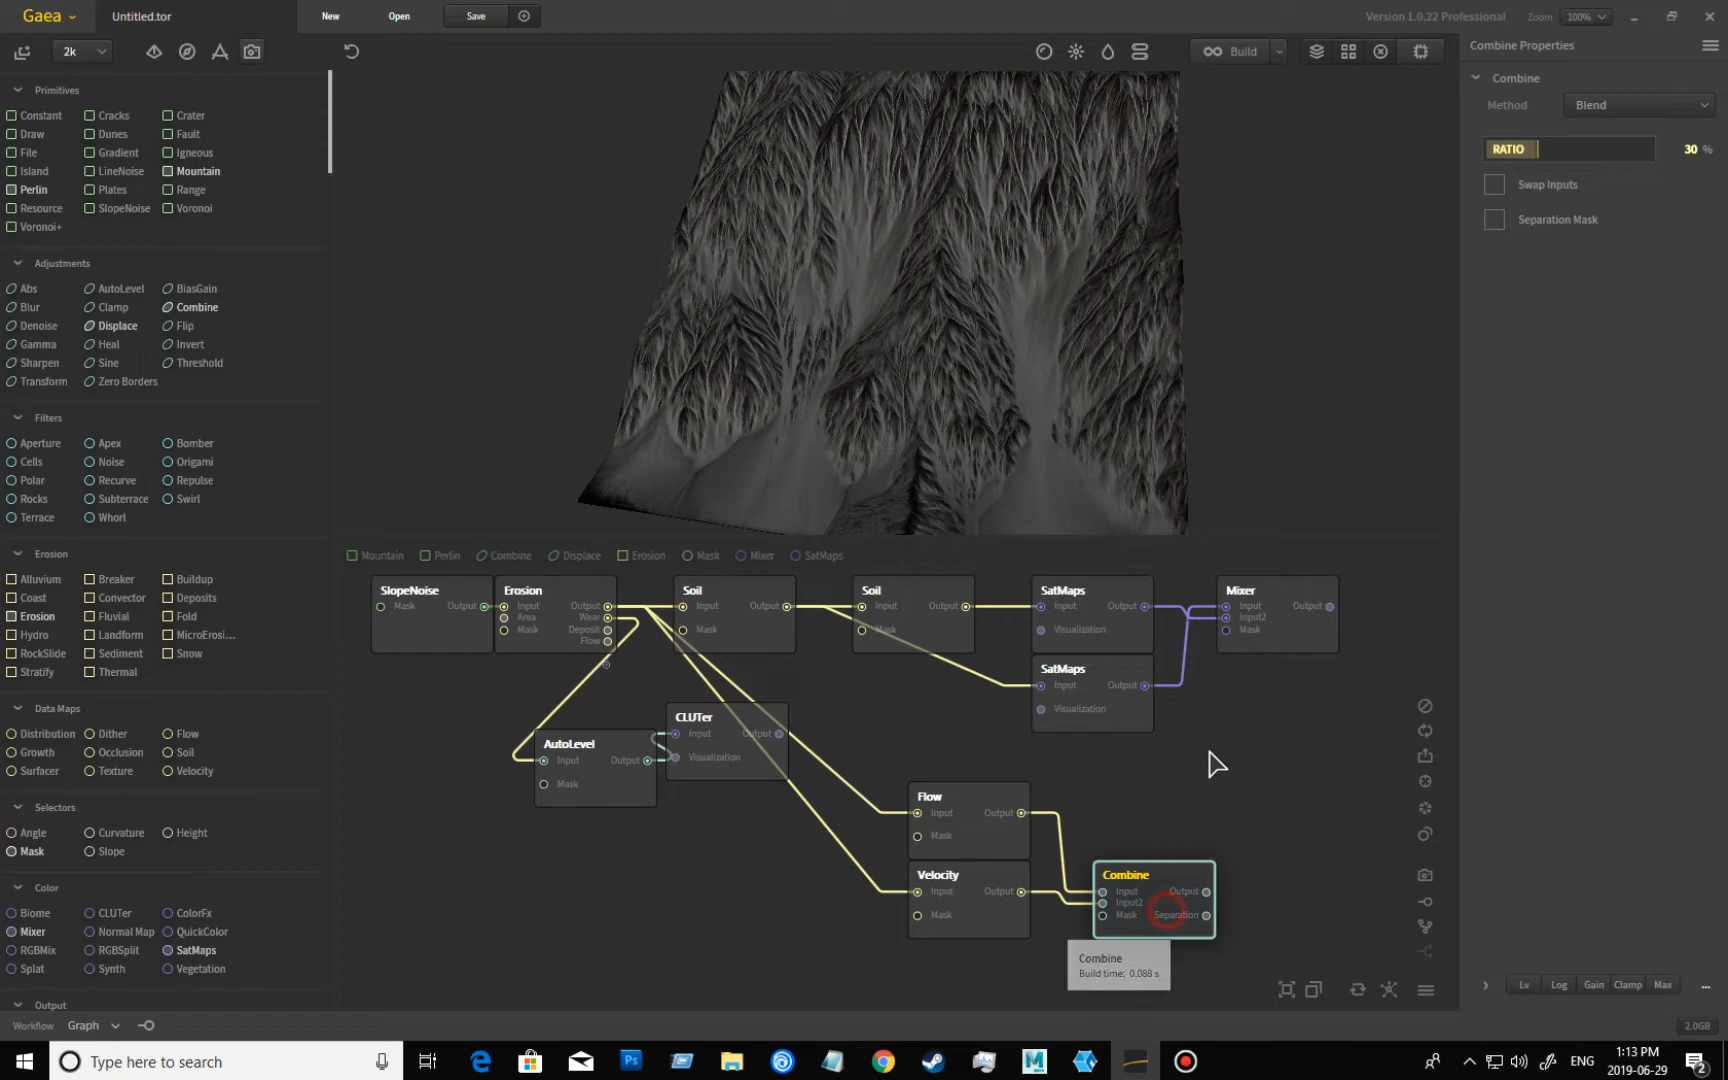 Gaea
Untitled.tor
New
Open
Save
Version 1.0.22 Professional
Zoom
100%
2k
Build
Combine Properties
Combine
Method
Blend
RATIO
30 %
Swap Inputs
Separation Mask
Primitives
Constant
Cracks
Crater
Draw
Dunes
Fault
File
Gradient
Igneous
Island
LineNoise
Mountain
Perlin
Plates
Range
Resource
SlopeNoise
Voronoi
Voronoi+
Adjustments
Abs
AutoLevel
BiasGain
Blur
Clamp
Combine
Denoise
Displace
Flip
Gamma
Heal
Invert
Sharpen
Sine
Threshold
Transform
Zero Borders
Filters
Aperture
Apex
Bomber
Cells
Noise
Origami
Polar
Recurve
Repulse
Rocks
Subterrace
Swirl
Terrace
Whorl
Erosion
Alluvium
Breaker
Buildup
Coast
Convector
Deposits
Erosion
Fluvial
Fold
Hydro
Landform
MicroErosi...
RockSlide
Sediment
Snow
Stratify
Thermal
Data Maps
Distribution
Dither
Flow
Growth
Occlusion
Soil
Surfacer
Texture
Velocity
Selectors
Angle
Curvature
Height
Mask
Slope
Color
Biome
CLUTer
ColorFx
Mixer
Normal Map
QuickColor
RGBMix
RGBSplit
SatMaps
Splat
Synth
Vegetation
Output
Mountain
Perlin
Combine
Displace
Erosion
Mask
Mixer
SatMaps
SlopeNoise
Mask
Output
Erosion
Input
Output
Area
Wear
Mask
Deposit
Flow
Soil
Input
Output
Mask
Soil
Input
Output
Mask
SatMaps
Input
Output
Visualization
Mixer
Input
Output
Input2
Mask
SatMaps
Input
Output
Visualization
CLUTer
Input
Output
Visualization
AutoLevel
Input
Output
Mask
Flow
Input
Output
Mask
Velocity
Input
Output
Mask
Combine
Input
Output
Input2
Mask
Separation
Combine
Build time: 0.088 s
Lv
Log
Gain
Clamp
Max
...
Workflow
Graph
2.0GB
Type here to search
Ps
M
ENG
1:13 PM
2019-06-29
2